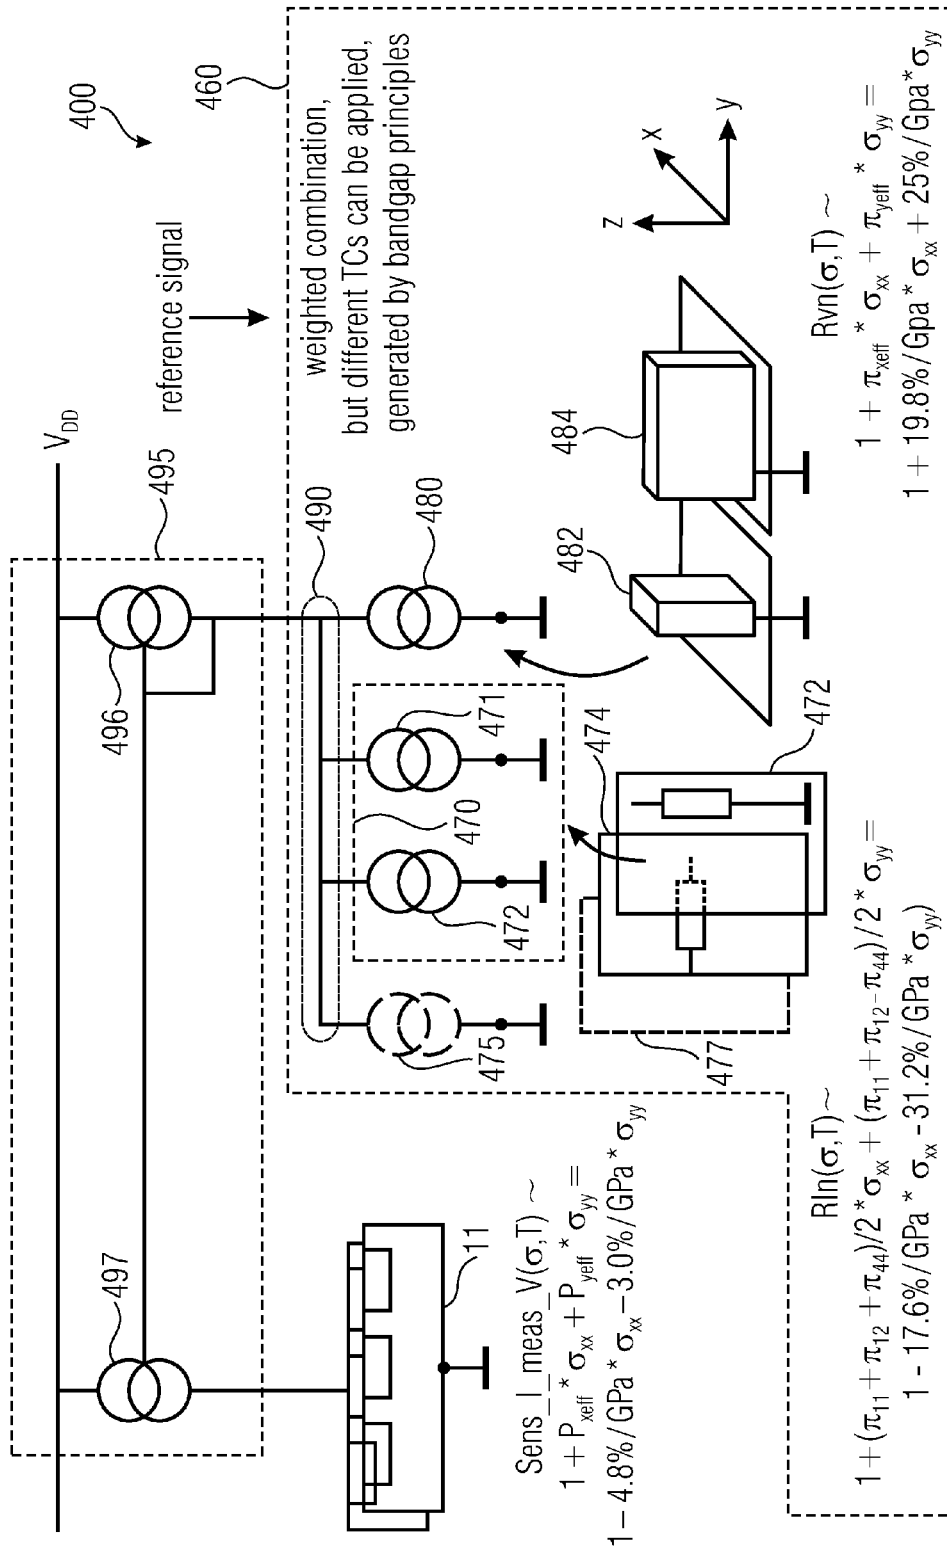 400
reference signal
V_DD
495
496
497
460
weighted combination,
but different TCs can be applied,
generated by bandgap principles
490
480
471
470
472
475
482
484
474
472
477
z
x
y
11
Sens_I_meas_V(σ,T) ~
1 + P_xeff * σ_xx + P_yeff * σ_yy =
1 – 4.8%/GPa * σ_xx – 3.0%/GPa * σ_yy
Rln(σ,T) ~
1+(π_11+π_12+π_44)/2*σ_xx+(π_11+π_12-π_44)/2*σ_yy =
1 - 17.6%/GPa * σ_xx -31.2%/GPa *σ_yy)
Rvn(σ,T) ~
1 + π_xeff * σ_xx + π_yeff * σ_yy =
1 + 19.8%/Gpa* σ_xx + 25%/Gpa* σ_yy